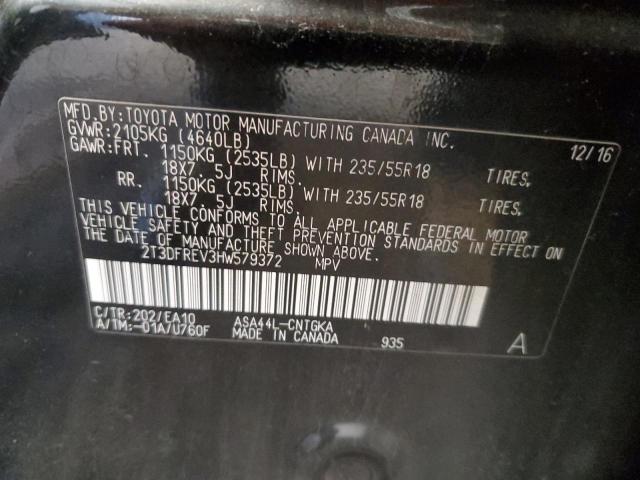 MFD.BY:TOYOTA MOTOR MANUFACTURING CANADA INC.
GVWR:2105KG (4640LB) 12/16
GAWR:FRT. 1150KG (2535LB) WITH 235/55R18 TIRES.
18X7. 5J RIMS.
RR. 1150KG (2535LB) WITH 235/55R18 TIRES.
18X7. 5J RIMS.
THIS VEHICLE CONFORMS TO ALL APPLICABLE FEDERAL MOTOR
VEHICLE SAFETY AND THEFT PREVENTION STANDARDS IN EFFECT ON
THE DATE OF MANUFACTURE SHOWN ABOVE.
2T3DFREV3HW579372 MPV
C/TR:202/EA10 ASA44L-CNTGKA
A/TM:-01A/U760F MADE IN CANADA 935 A